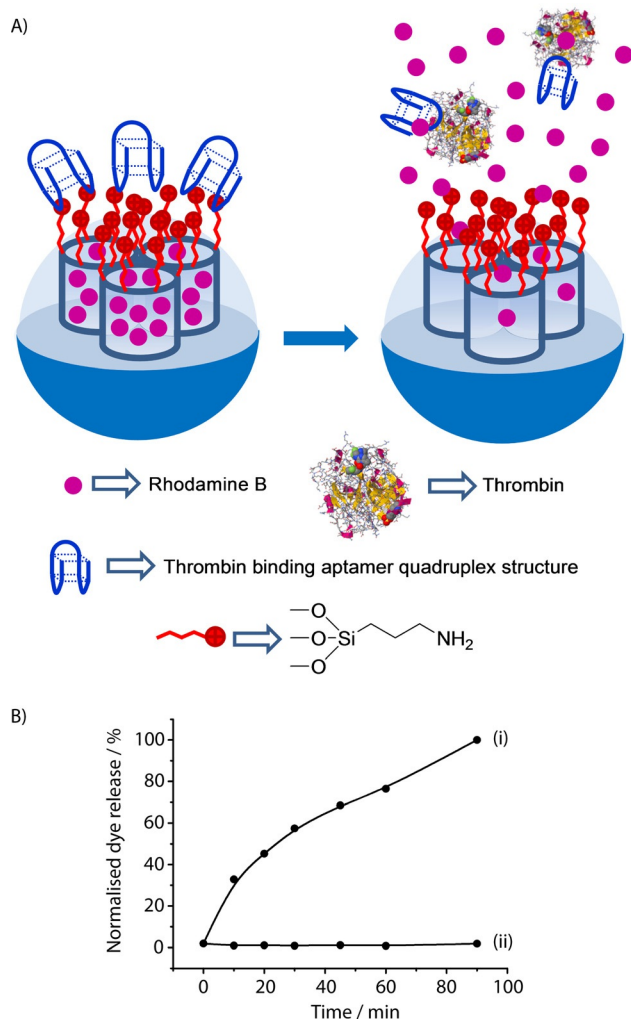 A)
Rhodamine B
Thrombin
Thrombin binding aptamer quadruplex structure
O
O Si NH2
O
B)
Normalised dye release / %
100
80
60
40
20
0
(i)
(ii)
0 20 40 60 80 100
Time / min